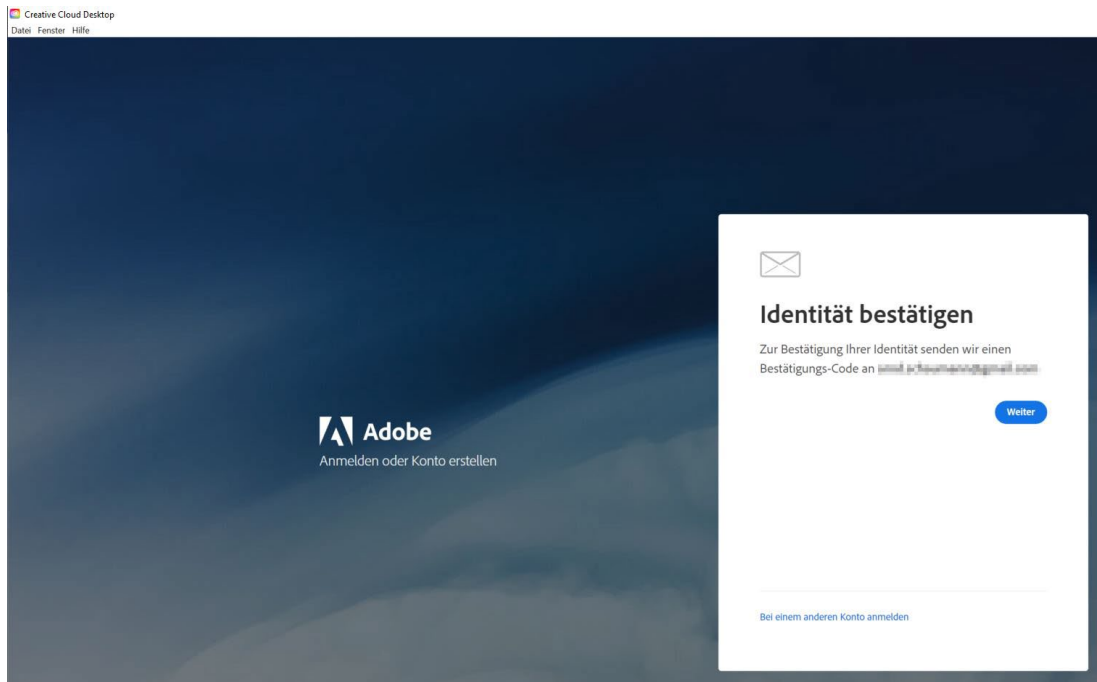 Creative Cloud Desktop
Datei Fenster Hilfe
Identität bestätigen
Zur Bestätigung Ihrer Identität senden wir einen
Bestätigungs-Code an
Weiter
Adobe
Anmelden oder Konto erstellen
Bei einem anderen Konto anmelden